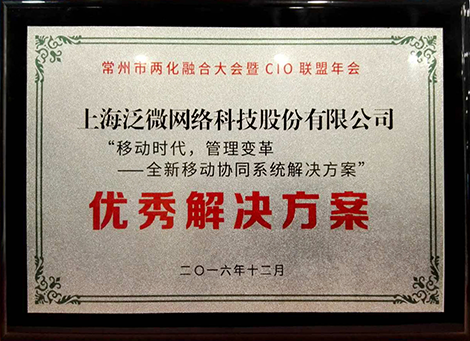 常州市两化融合大会暨 CIO 联盟年会
上海泛微网络科技股份有限公司
“移动时代，管理变革
——全新移动协同系统解决方案”
优秀解决方案
二〇一六年十二月